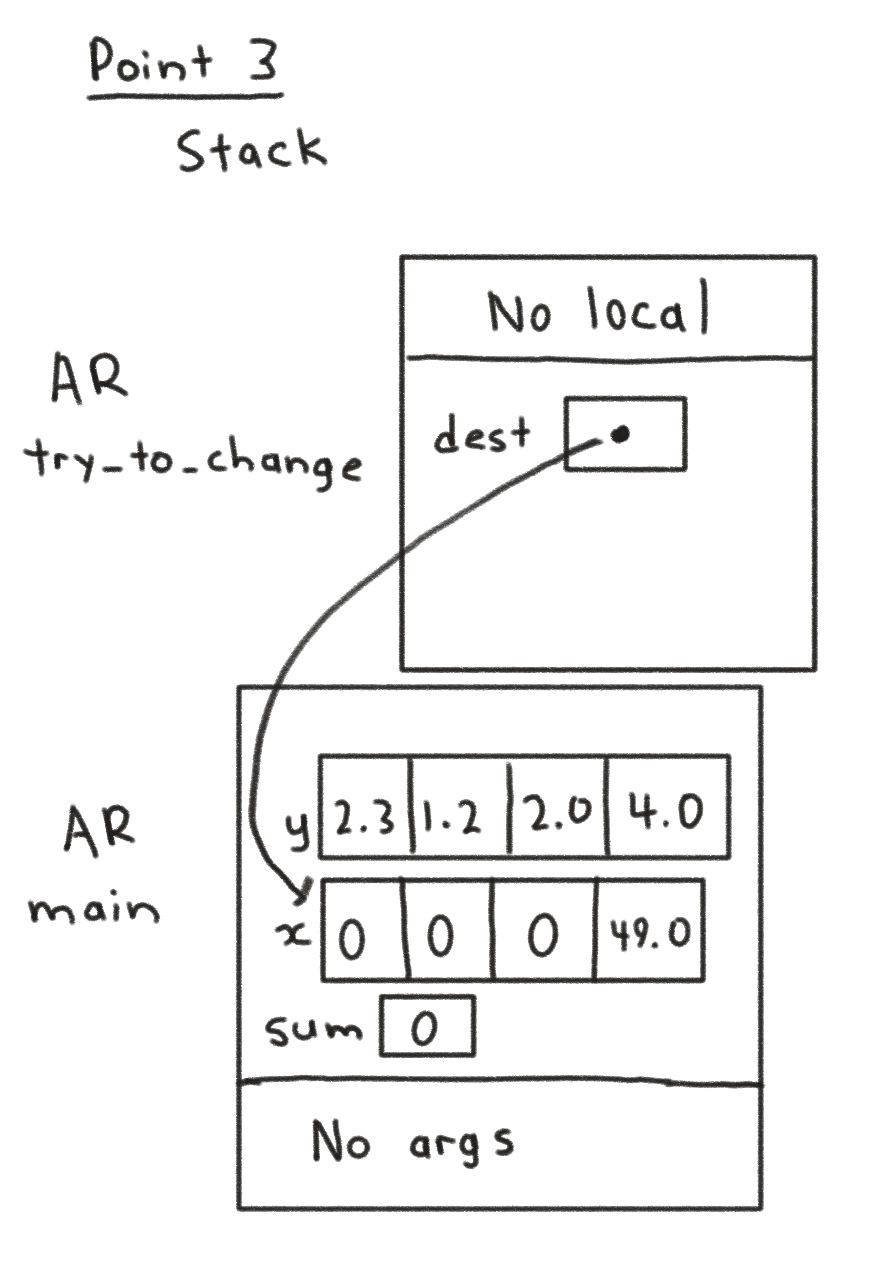 Point 3
Stack
No local
AR
try_to_change
dest
y 2.3 1.2 2.0 4.0
AR
main
x 0 0 0 49.0
sum 0
No args